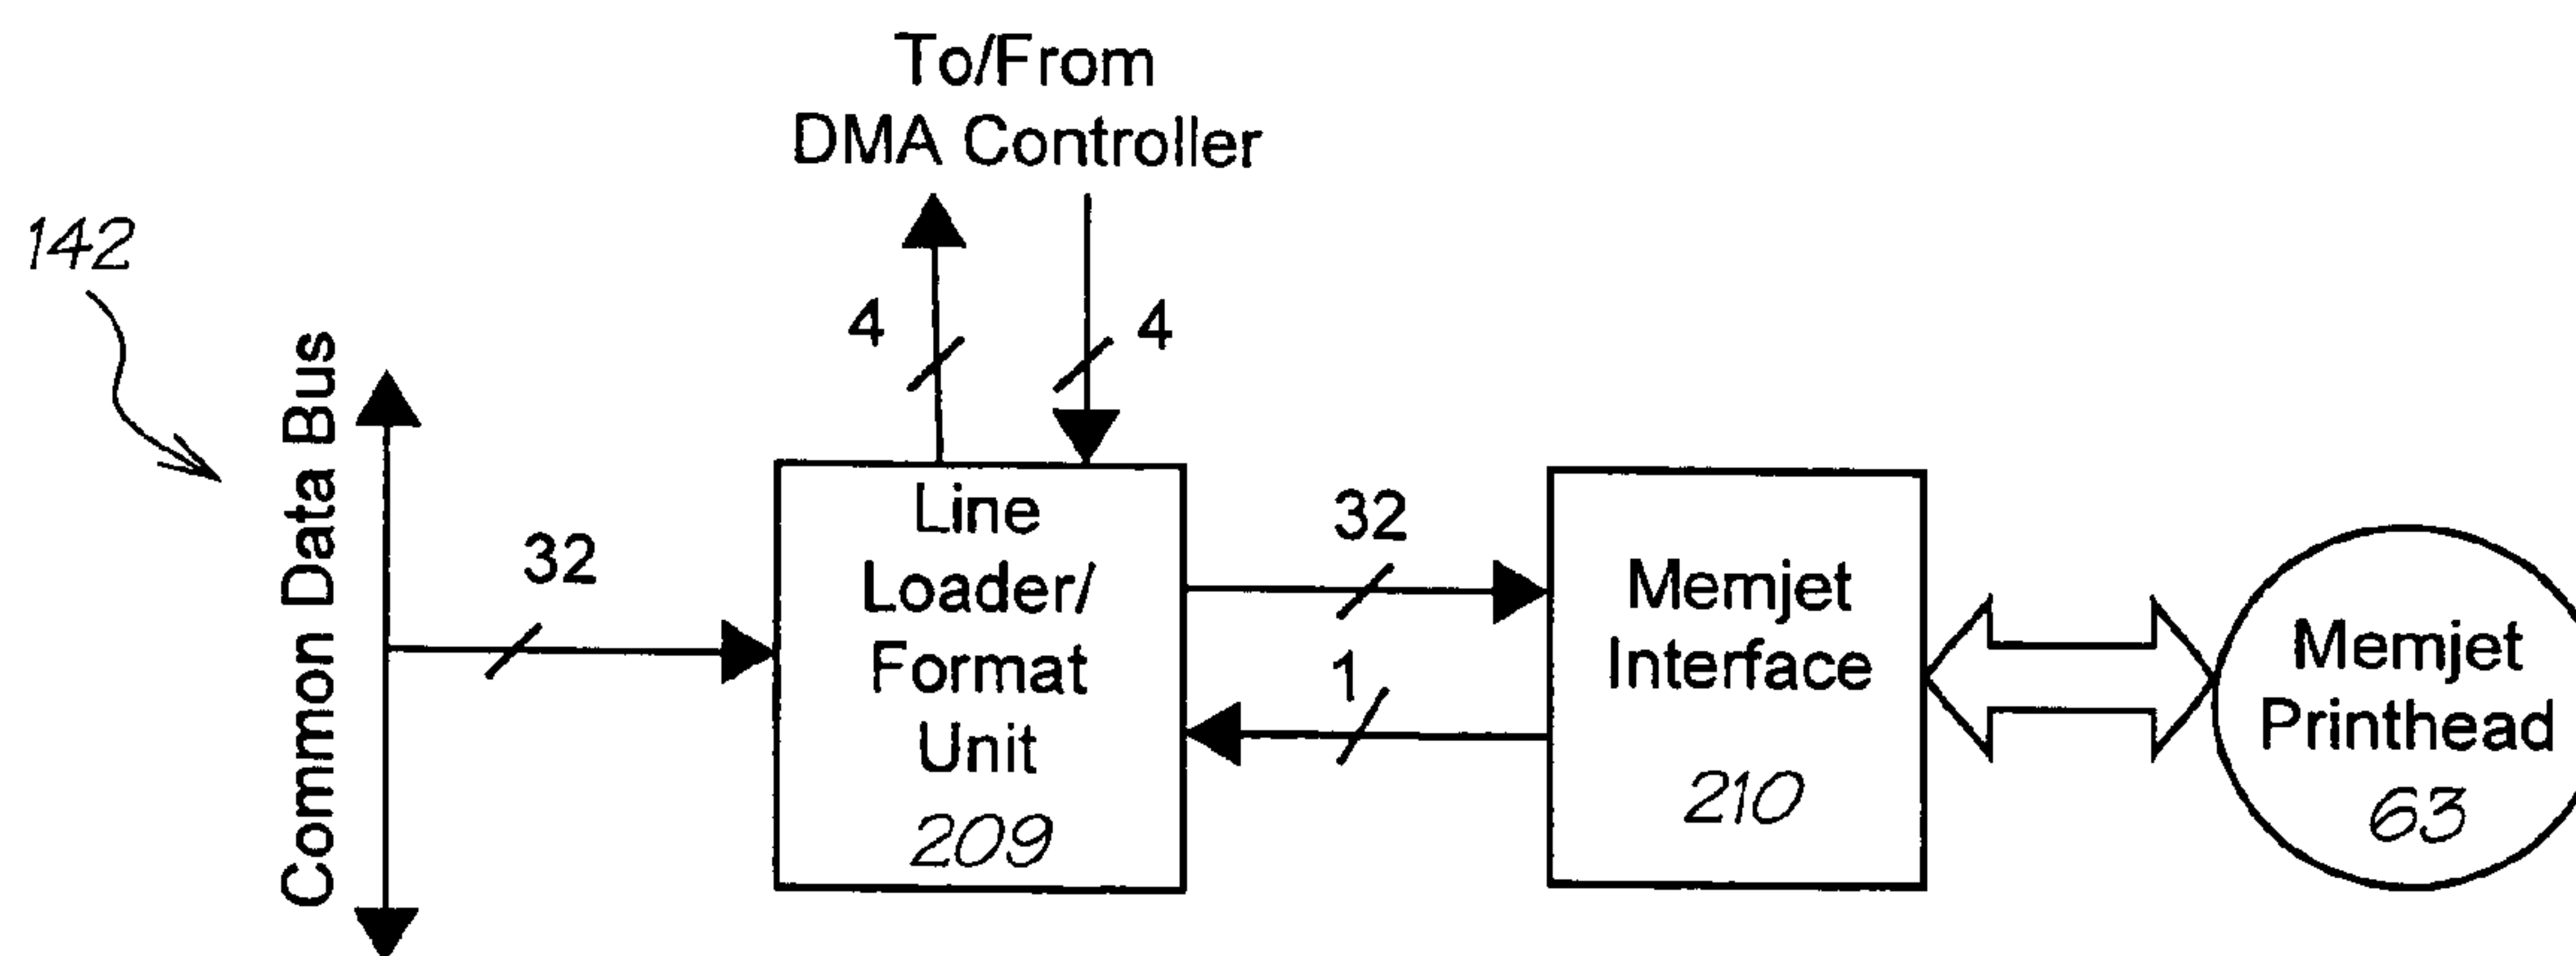 To/From
DMA Controller
142
4
4
Common Data Bus
32
Line
Loader/
Format
Unit
209
32
1
Memjet
Interface
210
Memjet
Printhead
63